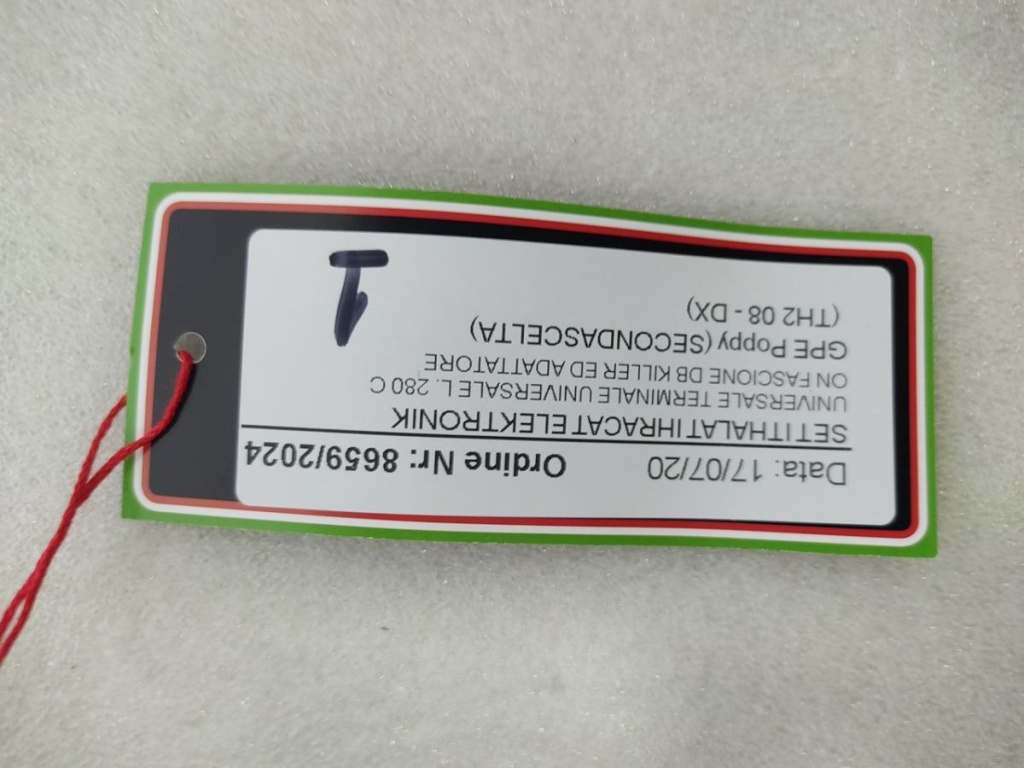 Data: 17/07/20 Ordine Nr: 8659/2024
SET ITHALAT IHRACAT ELEKTRONIK
UNIVERSALE TERMINALE UNIVERSALE L. 280 C
ON FASCIONE DB KILLER ED ADATTATORE
GPE Poppy (SECONDASCELTA)
(TH2 08 - DX)
1